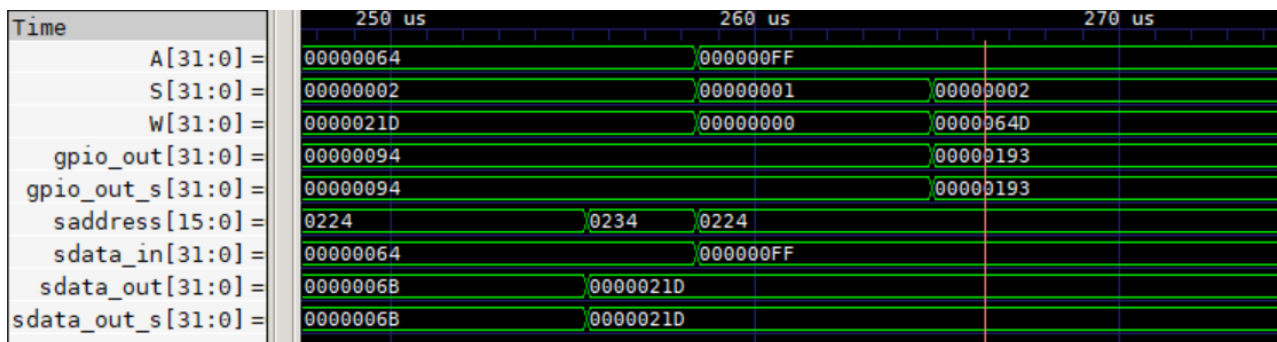 Time 250 us 260 us 270 us
A[31:0]= 00000064 000000FF
S[31:0]= 00000002 00000001 00000002
W[31:0]= 0000021D 00000000 0000064D
gpio_out[31:0]= 00000094 00000193
gpio_out_s[31:0]= 00000094 00000193
saddress[15:0]= 0224 0234 0224
sdata_in[31:0]= 00000064 000000FF
sdata_out[31:0]= 0000006B 0000021D
sdata_out_s[31:0]= 0000006B 0000021D